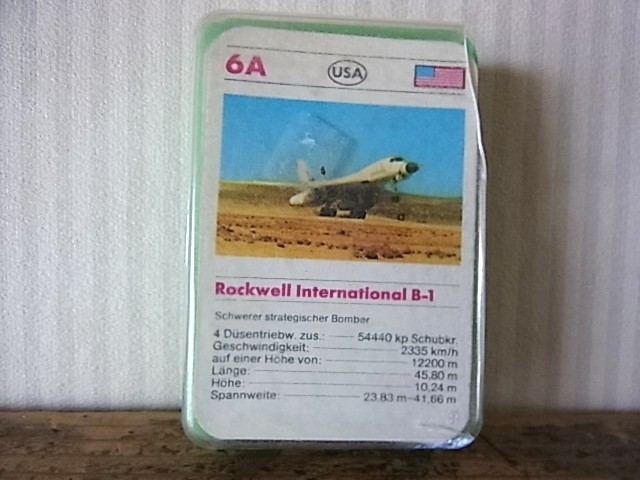 6A USA
Rockwell International B-1
Schwerer strategischer Bomber
4 Düsentriebw. zus.: 54440 kp Schubkr.
Geschwindigkeit: 2335 km/h
auf einer Höhe von: 12200 m
Länge: 45,80 m
Höhe: 10,24 m
Spannweite: 23,83 m-41,66 m